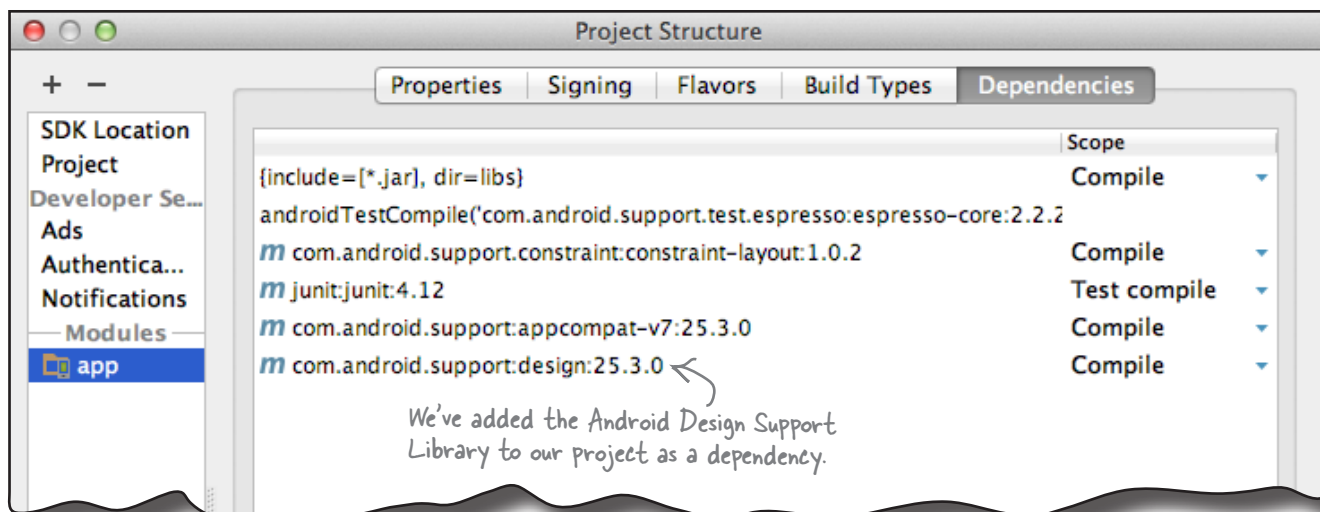 Project Structure
+ −
Properties Signing Flavors Build Types Dependencies
SDK Location
Project
Developer Se...
Ads
Authentica...
Notifications
Modules
app
Scope
{include=[*.jar], dir=libs} Compile
androidTestCompile('com.android.support.test.espresso:espresso-core:2.2.2
m com.android.support.constraint:constraint-layout:1.0.2 Compile
m junit:junit:4.12 Test compile
m com.android.support:appcompat-v7:25.3.0 Compile
m com.android.support:design:25.3.0 Compile
We've added the Android Design Support
Library to our project as a dependency.